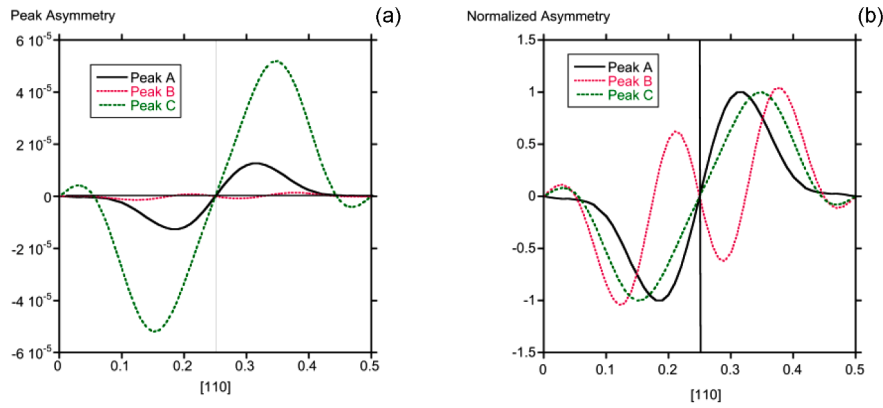 Peak Asymmetry
(a)
6 10-5
4 10-5
2 10-5
0
-2 10-5
-4 10-5
-6 10-5
Peak A
Peak B
Peak C
0 0.1 0.2 0.3 0.4 0.5
[110]
Normalized Asymmetry
(b)
1.5
1
0.5
0
-0.5
-1
-1.5
Peak A
Peak B
Peak C
0 0.1 0.2 0.3 0.4 0.5
[110]